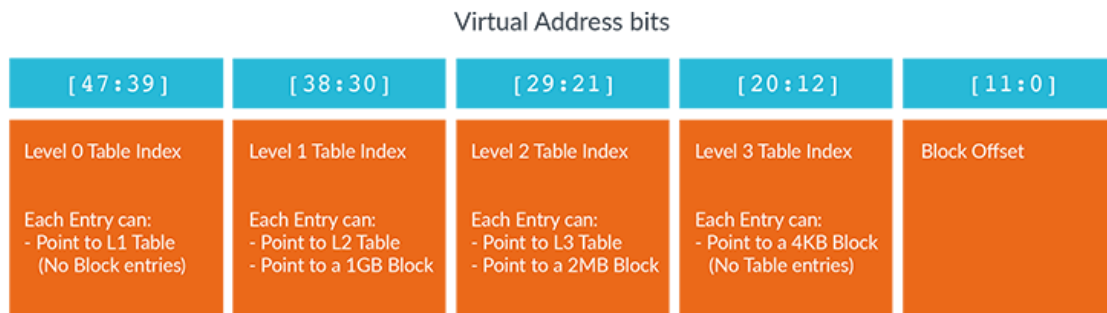 Virtual Address bits
[47:39]
[38:30]
[29:21]
[20:12]
[11:0]
Level 0 Table Index
Each Entry can:
- Point to L1 Table
(No Block entries)
Level 1 Table Index
Each Entry can:
- Point to L2 Table
- Point to a 1GB Block
Level 2 Table Index
Each Entry can:
- Point to L3 Table
- Point to a 2MB Block
Level 3 Table Index
Each Entry can:
- Point to a 4KB Block
(No Table entries)
Block Offset